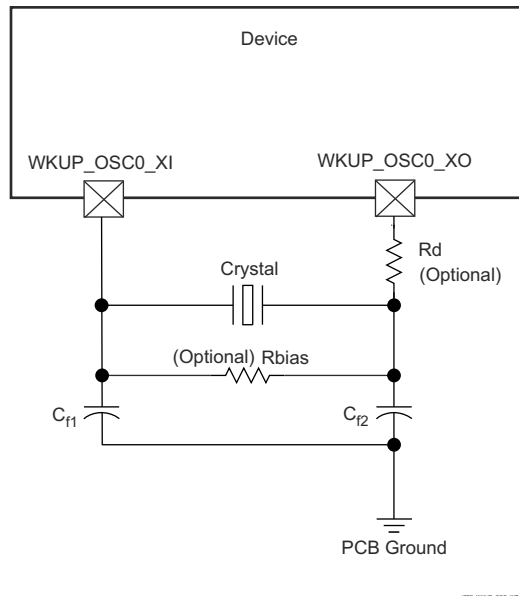 Device
WKUP_OSC0_XI
WKUP_OSC0_XO
Rd
(Optional)
Crystal
(Optional) Rbias
Cf1
Cf2
PCB Ground